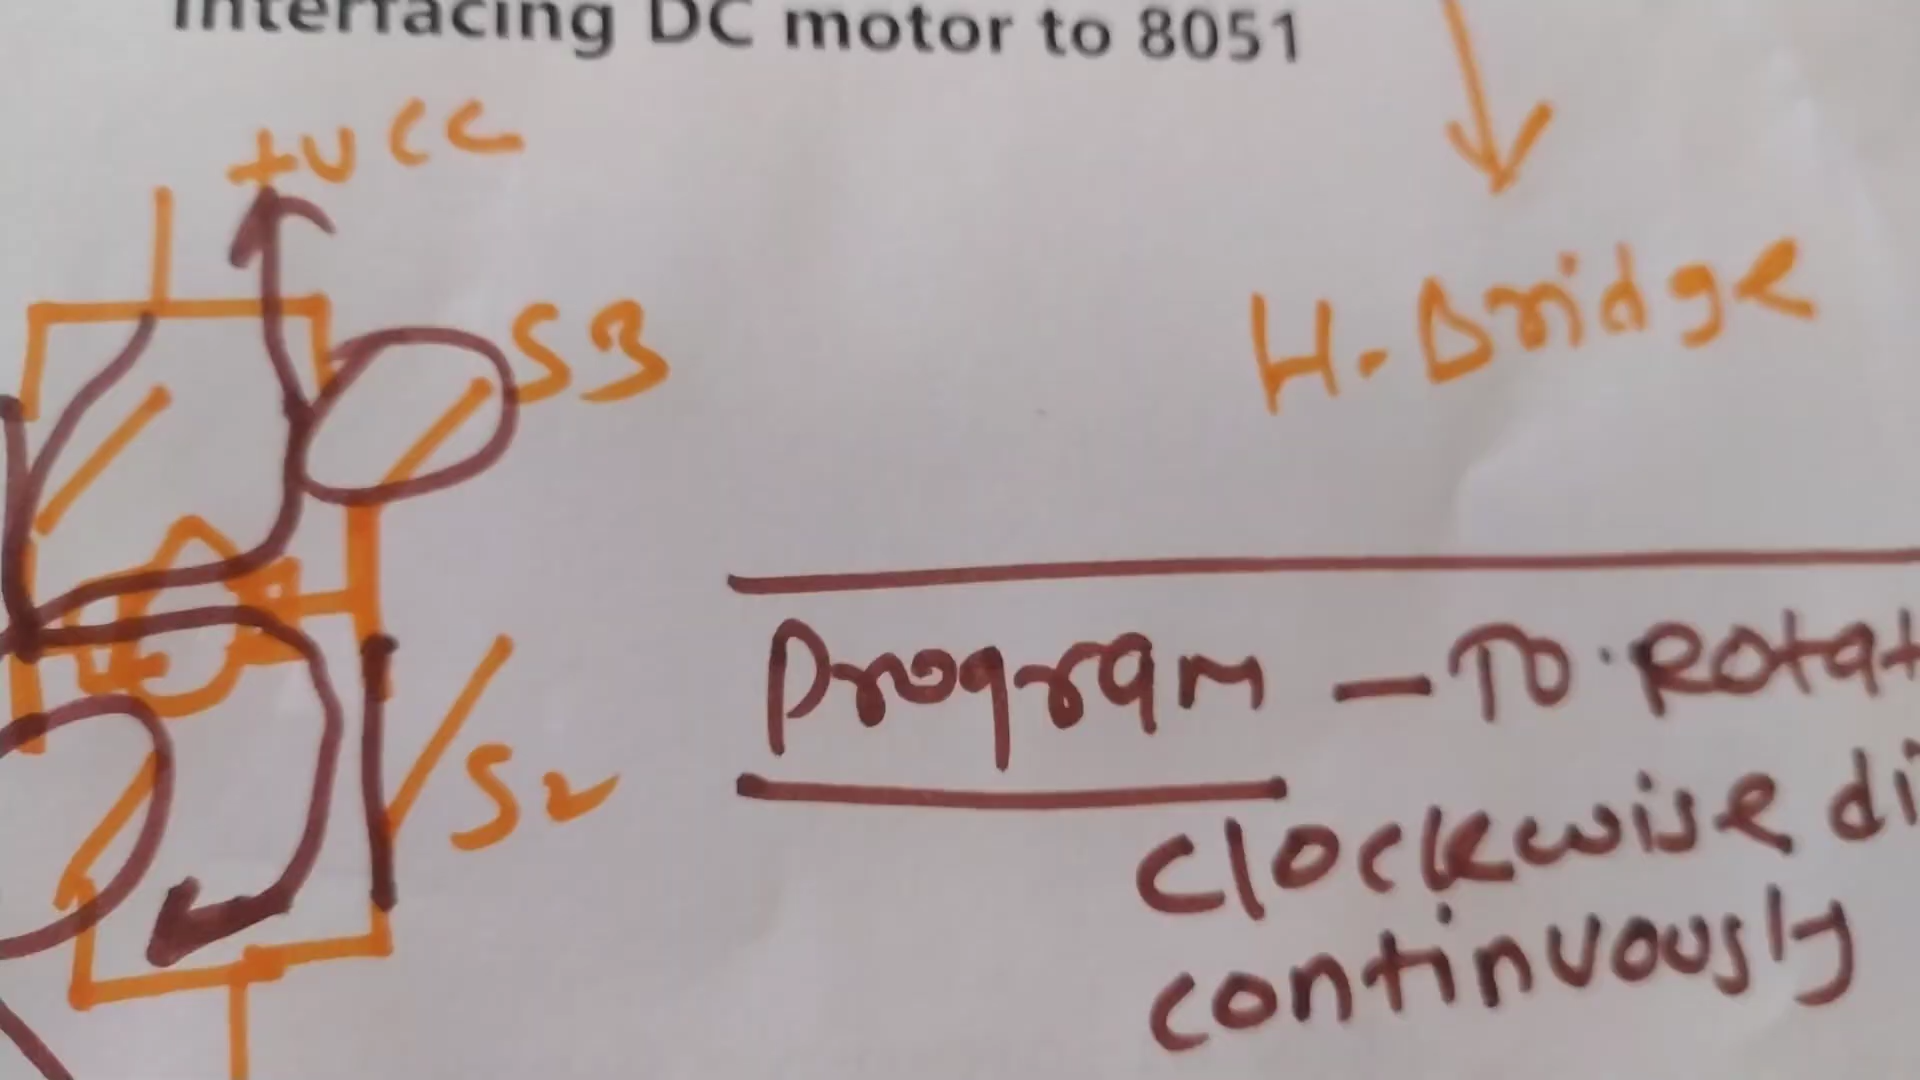 Interfacing DC motor to 8051
+VCC
S3
H-Bridge
Program - To Rotat
S2
clockwise di
continuously